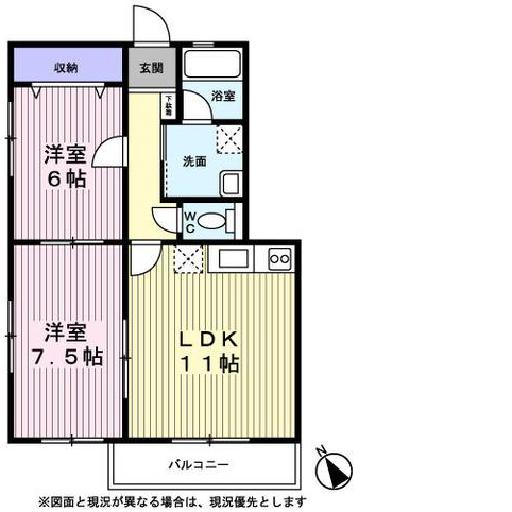 収納
玄関
下駄箱
浴室
洋室
6帖
洗面
WC
洋室
7.5帖
LDK
11帖
バルコニー
N
※図面と現況が異なる場合は、現況優先とします